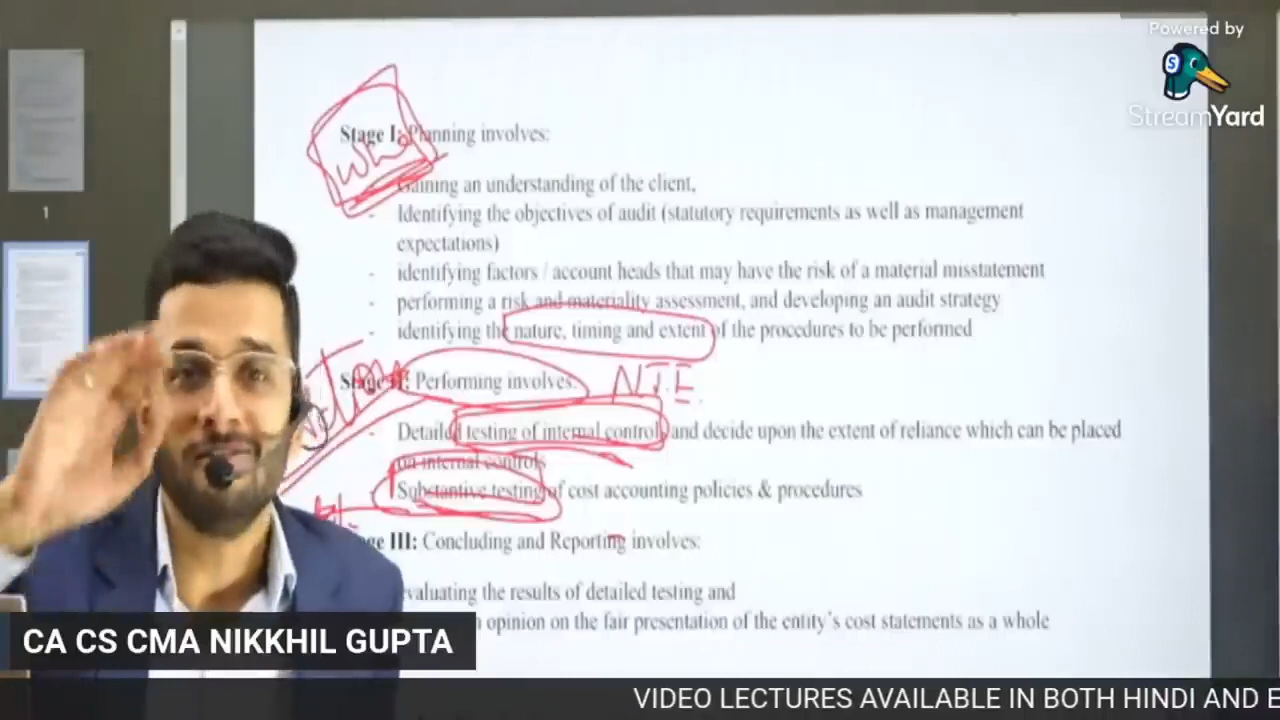 Powered by
StreamYard
Stage I: Planning involves:
Gaining an understanding of the client,
- Identifying the objectives of audit (statutory requirements as well as management
expectations)
- identifying factors / account heads that may have the risk of a material misstatement
- performing a risk and materiality assessment, and developing an audit strategy
- identifying the nature, timing and extent of the procedures to be performed
Stage II: Performing involves:
N.T.E.
- Detailed testing of internal control, and decide upon the extent of reliance which can be placed
on internal controls
Substantive testing of cost accounting policies & procedures
III: Concluding and Reporting involves:
the results of detailed testing and
opinion on the fair presentation of the entity's cost statements as a whole
1
CA CS CMA NIKKHIL GUPTA
VIDEO LECTURES AVAILABLE IN BOTH HINDI AND E